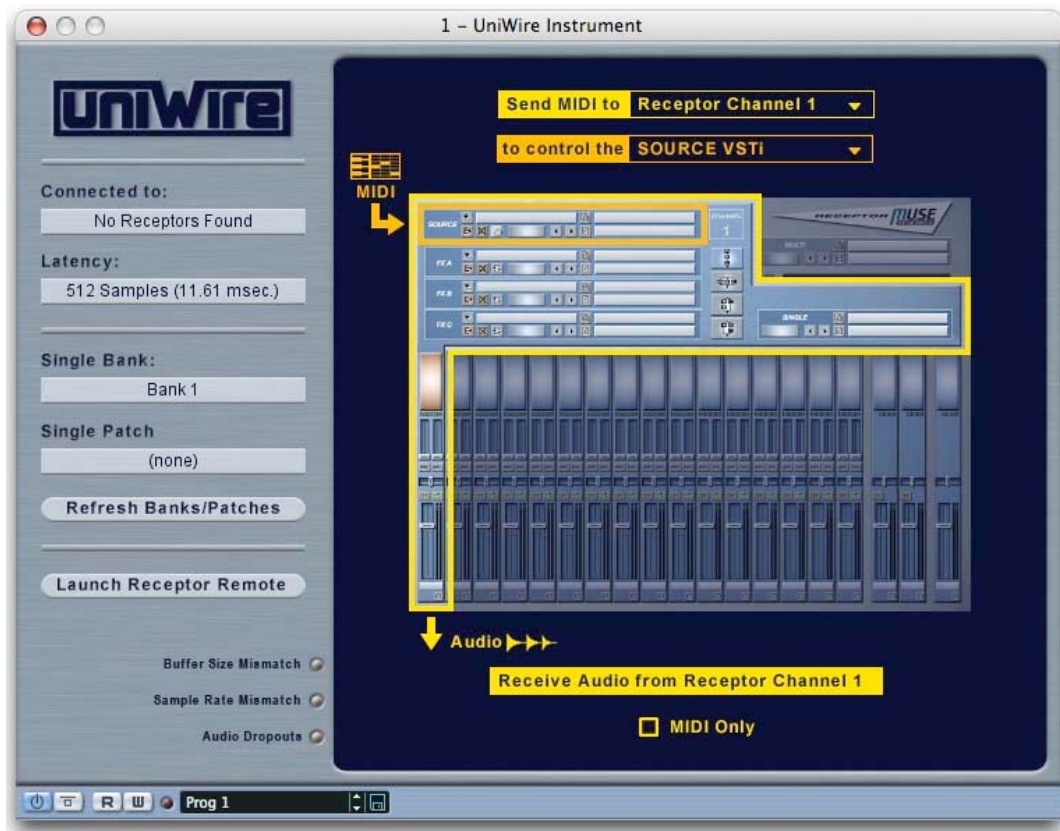 1 – UniWire Instrument
UniWire
Connected to:
No Receptors Found
Latency:
512 Samples (11.61 msec.)
Single Bank:
Bank 1
Single Patch
(none)
Refresh Banks/Patches
Launch Receptor Remote
Buffer Size Mismatch
Sample Rate Mismatch
Audio Dropouts
Send MIDI to Receptor Channel 1
to control the SOURCE VSTi
MIDI
SOURCE
CHANNEL
1
RECEPTOR MUSE
MULTI
FX A
FX B
FX C
SINGLE
Audio
Receive Audio from Receptor Channel 1
MIDI Only
R W Prog 1